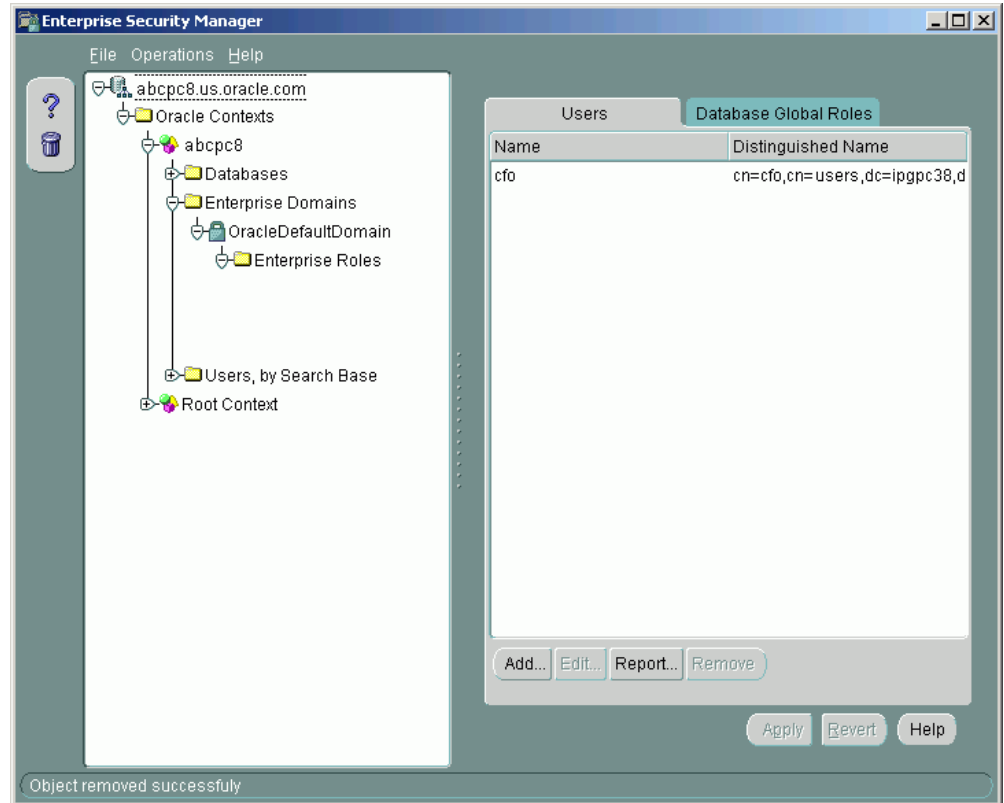 Enterprise Security Manager
File Operations Help
abcpc8.us.oracle.com
Oracle Contexts
abcpc8
Databases
Enterprise Domains
OracleDefaultDomain
Enterprise Roles
Users, by Search Base
Root Context
Users
Database Global Roles
Name
Distinguished Name
cfo
cn=cfo,cn=users,dc=ipgpc38,d
Add...
Edit...
Report...
Remove
Apply
Revert
Help
Object removed successfuly